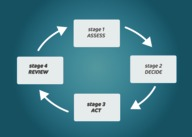 stage 1
ASSESS
stage 2
DECIDE
stage 3
ACT
stage 4
REVIEW